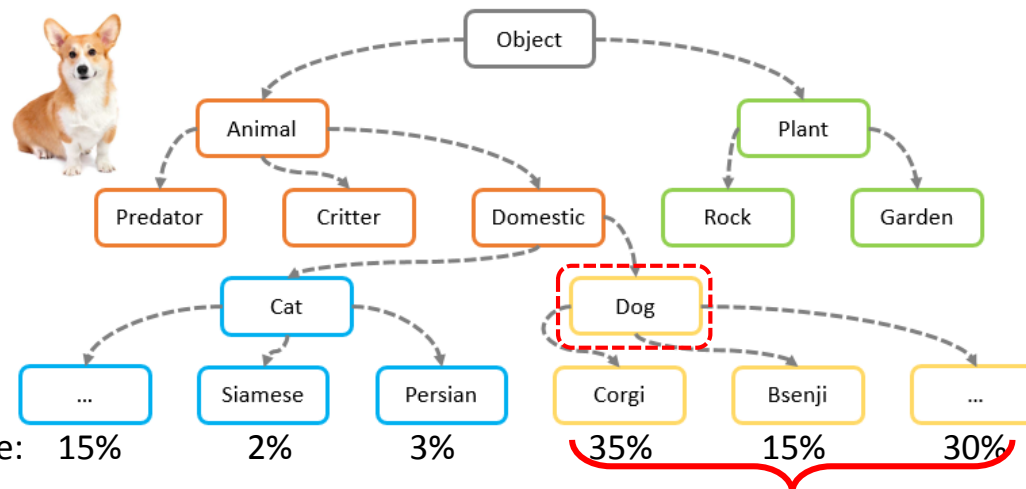 Object
Animal
Plant
Predator
Critter
Domestic
Rock
Garden
Cat
Dog
...
Siamese
Persian
Corgi
Bsenji
...
e: 15% 2% 3% 35% 15% 30%